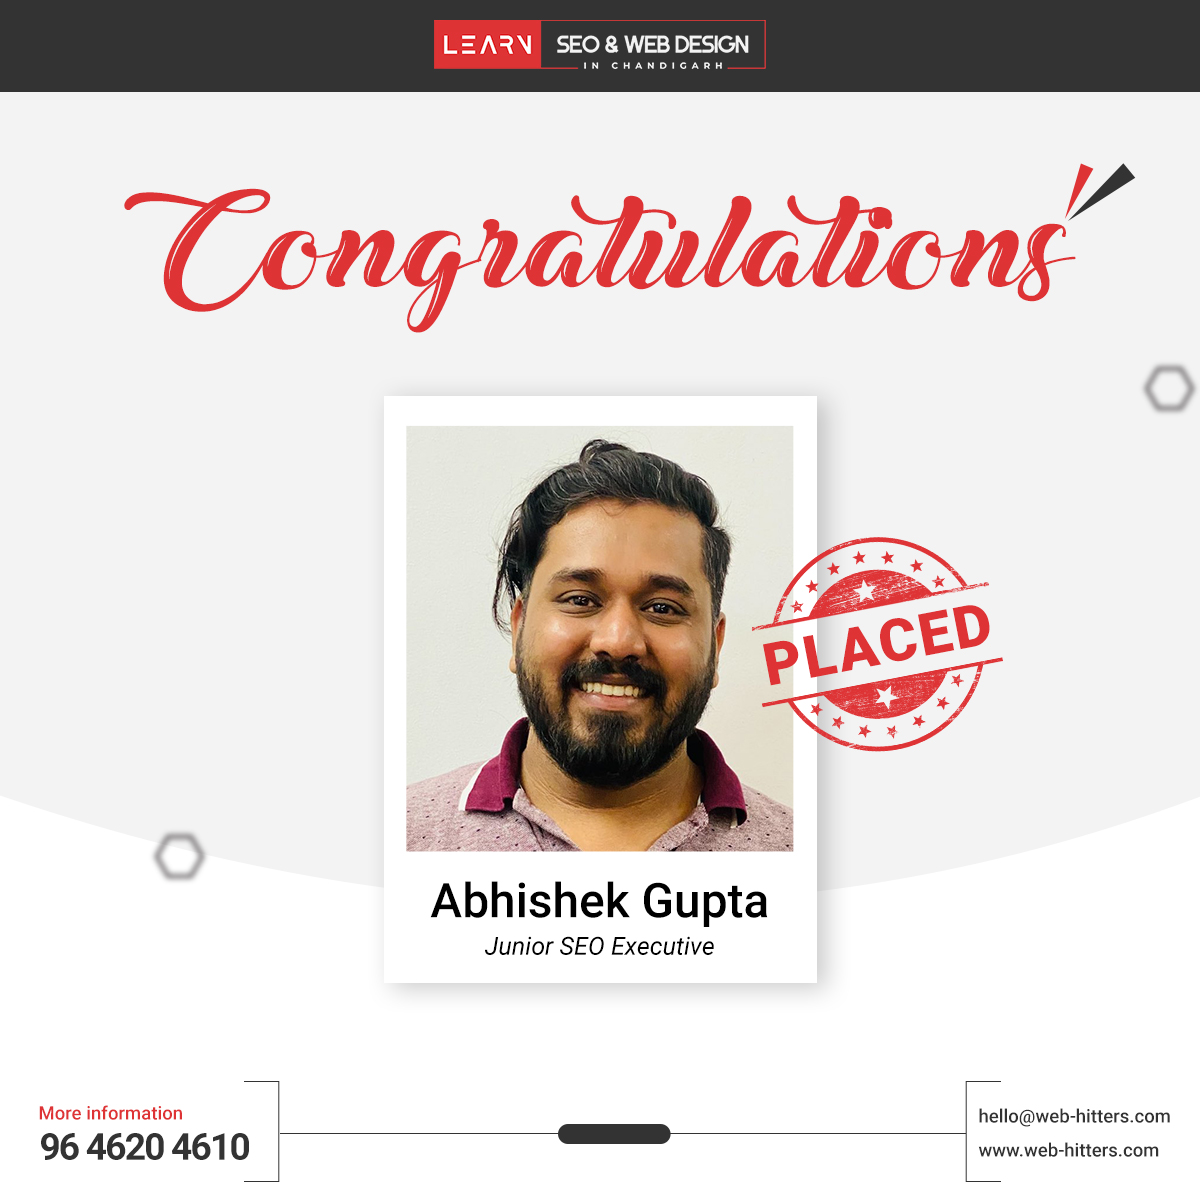 LEARN SEO & WEB DESIGN
IN CHANDIGARH
Congratulations
PLACED
Abhishek Gupta
Junior SEO Executive
More information
96 4620 4610
hello@web-hitters.com
www.web-hitters.com